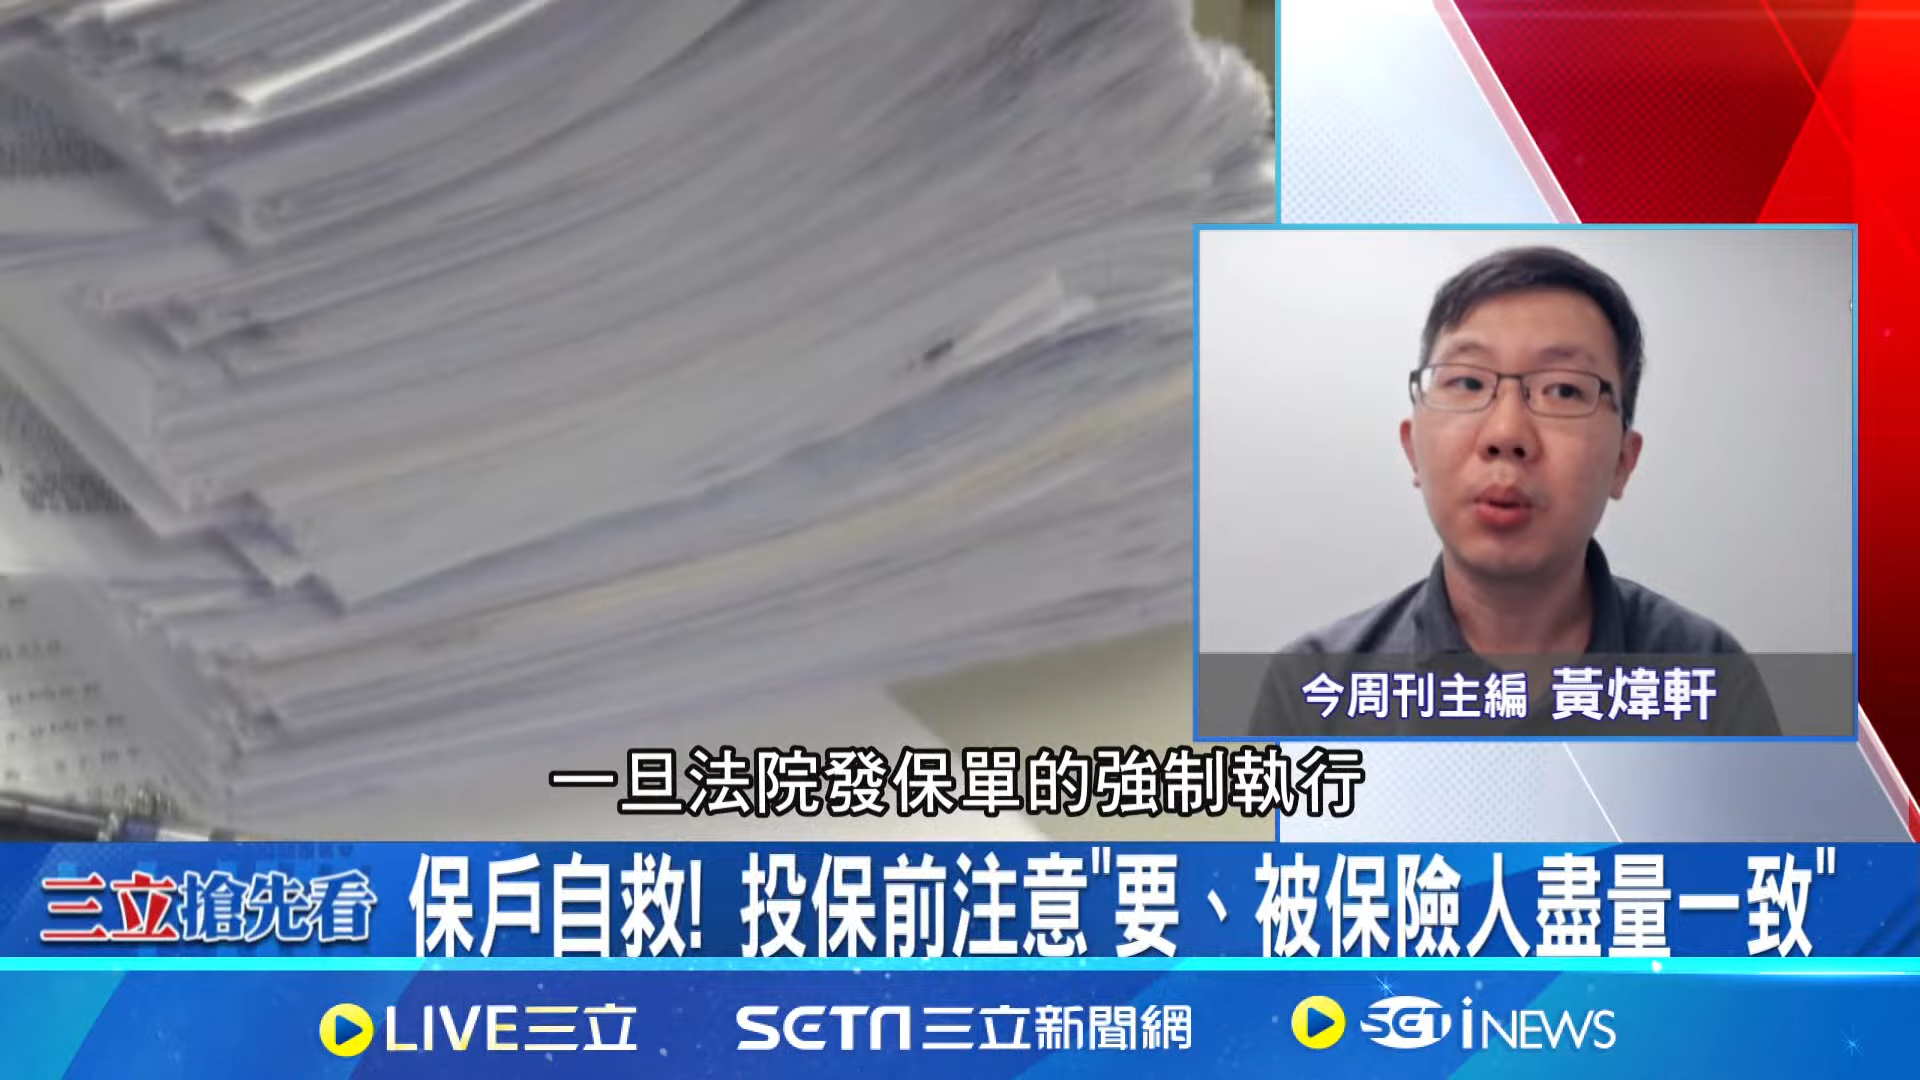 今周刊主編 黃煒軒
一旦法院發保單的強制執行
三立搶先看
保戶自救! 投保前注意"要、被保險人盡量一致"
LIVE三立
SETN三立新聞網
SETiNEWS